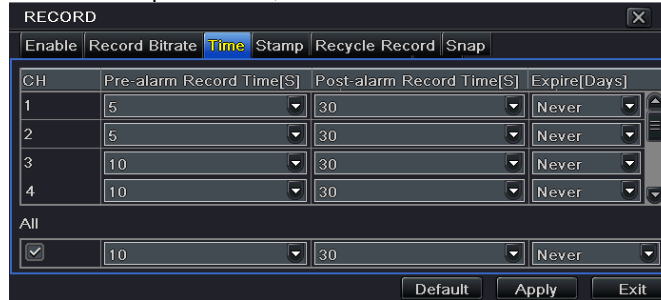 RECORD
Enable Record Bitrate Time Stamp Recycle Record Snap
CH Pre-alarm Record Time[S] Post-alarm Record Time[S] Expire[Days]
1 5 30 Never
2 5 30 Never
3 10 30 Never
4 10 30 Never
All
10 30 Never
Default Apply Exit